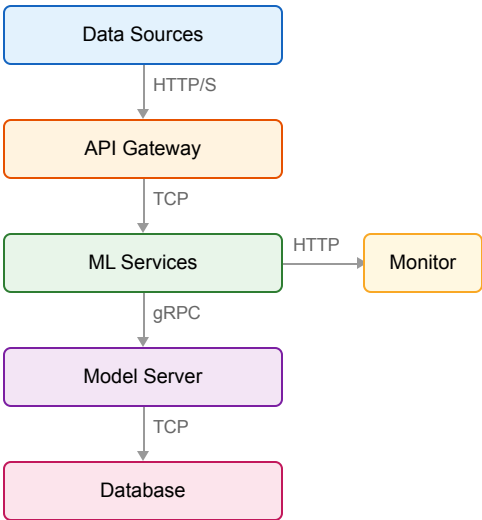 Data Sources
HTTP/S
API Gateway
TCP
ML Services
HTTP
Monitor
gRPC
Model Server
TCP
Database